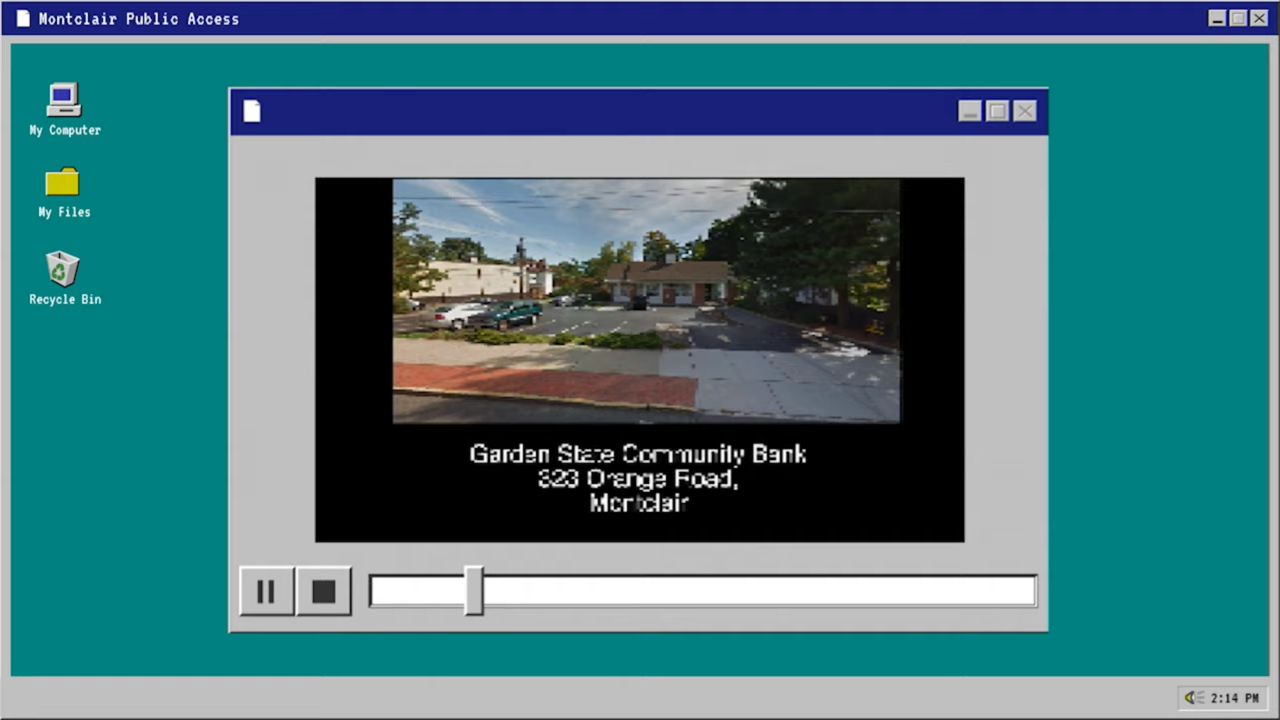 Montclair Public Access
My Computer
My Files
Recycle Bin
Garden State Community Bank
323 Orange Road,
Montclair
2:14 PM